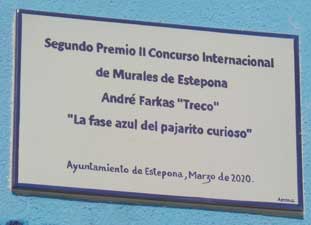 Segundo Premio II Concurso Internacional
de Murales de Estepona
André Farkas "Treco"
"La fase azul del pajarito curioso"
Ayuntamiento de Estepona, Marzo de 2020.